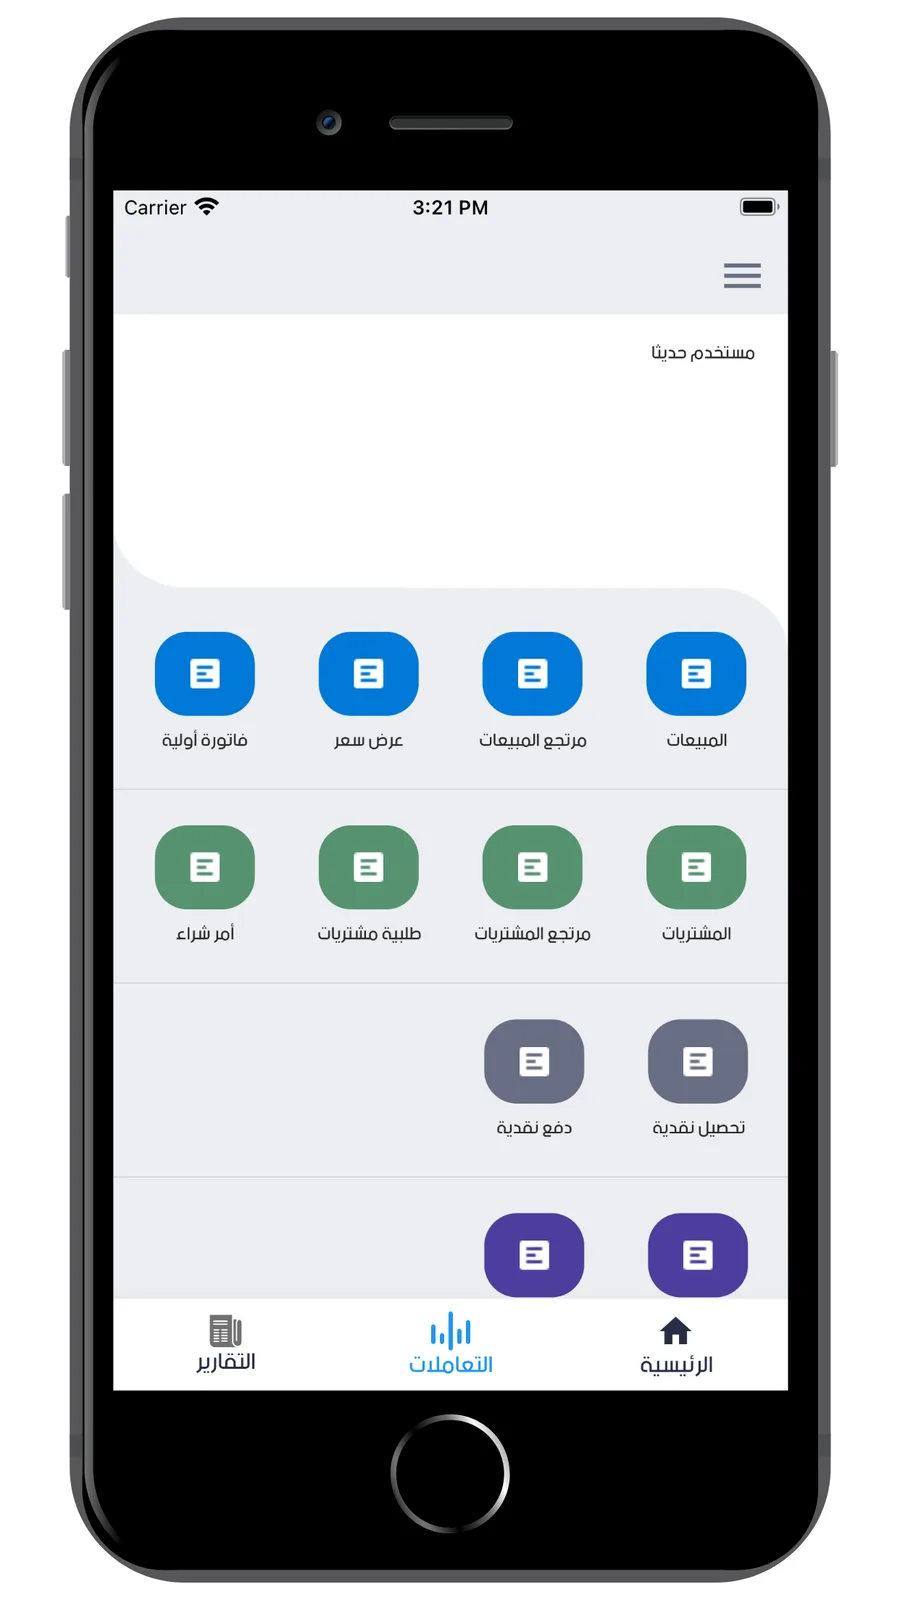 Carrier 3:21 PM
مستخدم حديثا
المبيعات مرتجع المبيعات عرض سعر فاتورة أولية
المشتريات مرتجع المشتريات طلبية مشتريات أمر شراء
تحصيل نقدية دفع نقدية
الرئيسية التعاملات التقارير